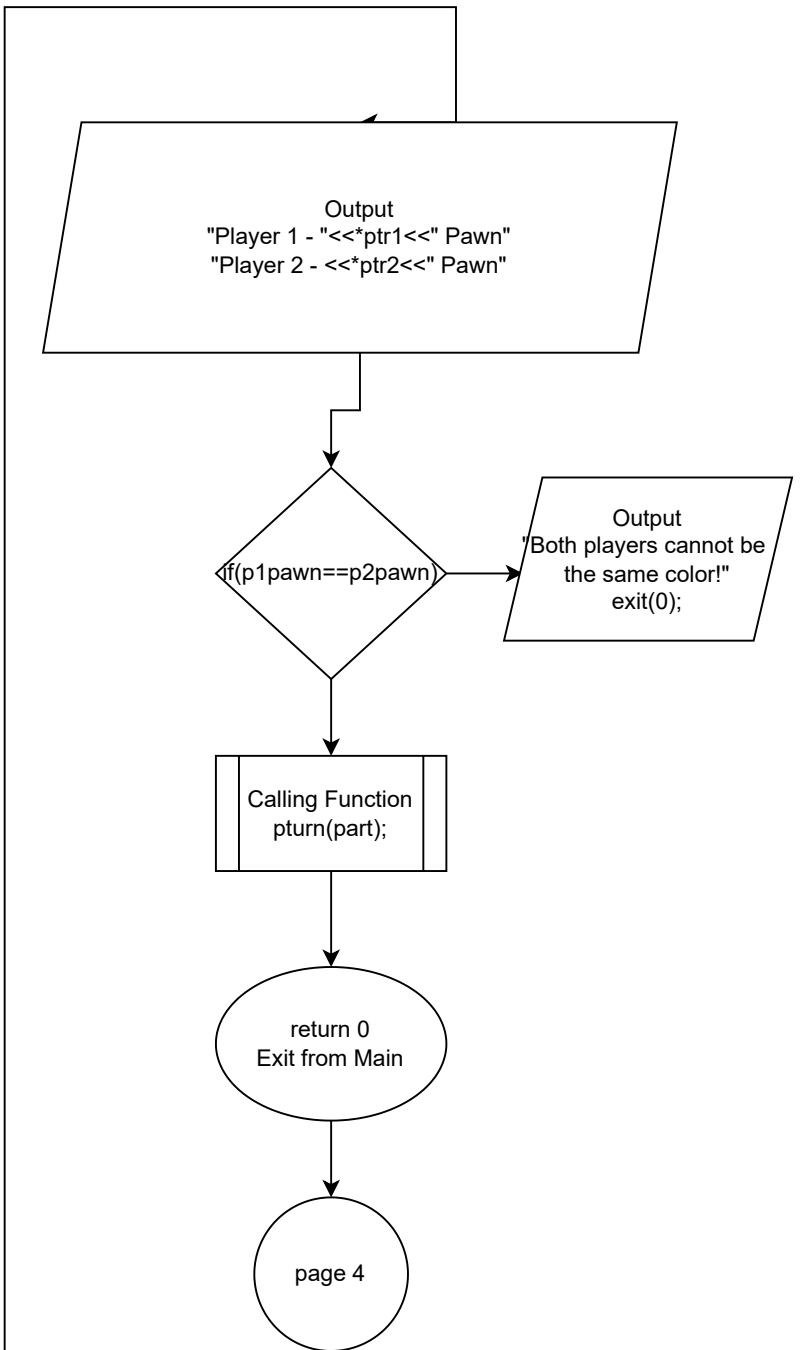 Output
"Player 1 - "<<*ptr1<<" Pawn"
"Player 2 - <<*ptr2<<" Pawn"
if(p1pawn==p2pawn)
Output
"Both players cannot be
the same color!"
exit(0);
Calling Function
pturn(part);
return 0
Exit from Main
page 4